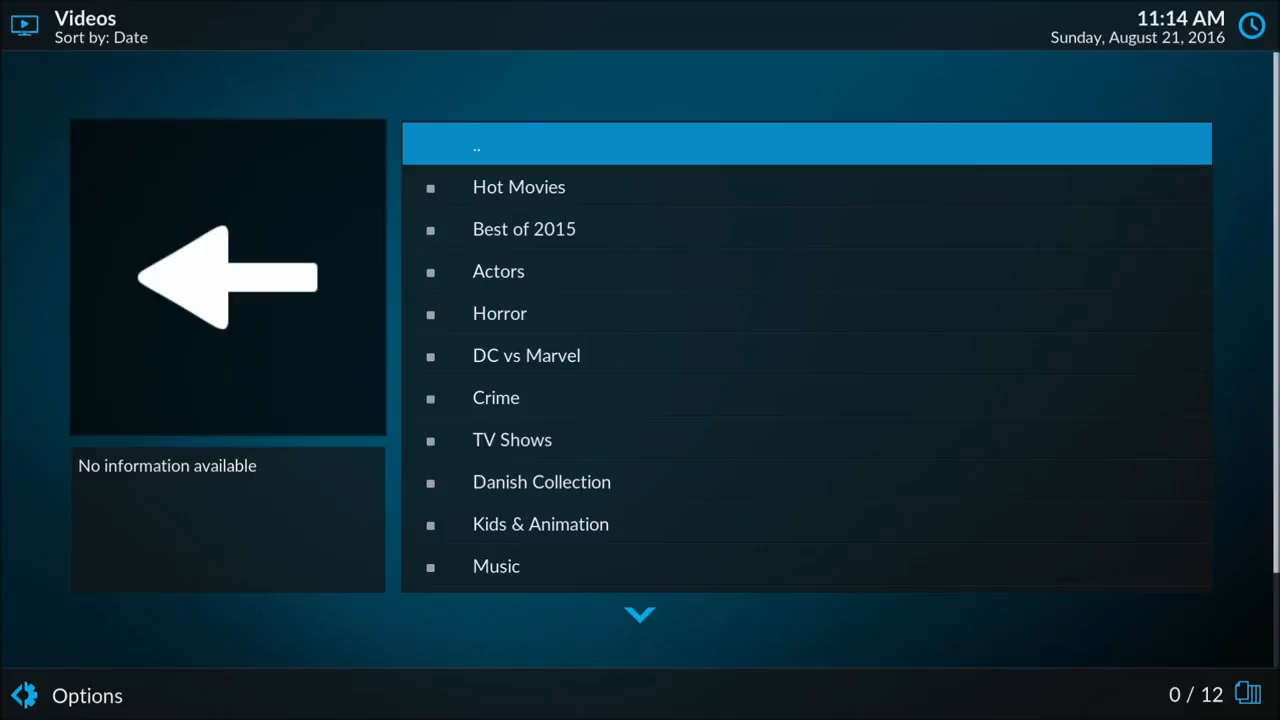 Videos
Sort by: Date
11:14 AM
Sunday, August 21, 2016
..
Hot Movies
Best of 2015
Actors
Horror
DC vs Marvel
Crime
TV Shows
Danish Collection
Kids & Animation
Music
No information available
Options
0 / 12